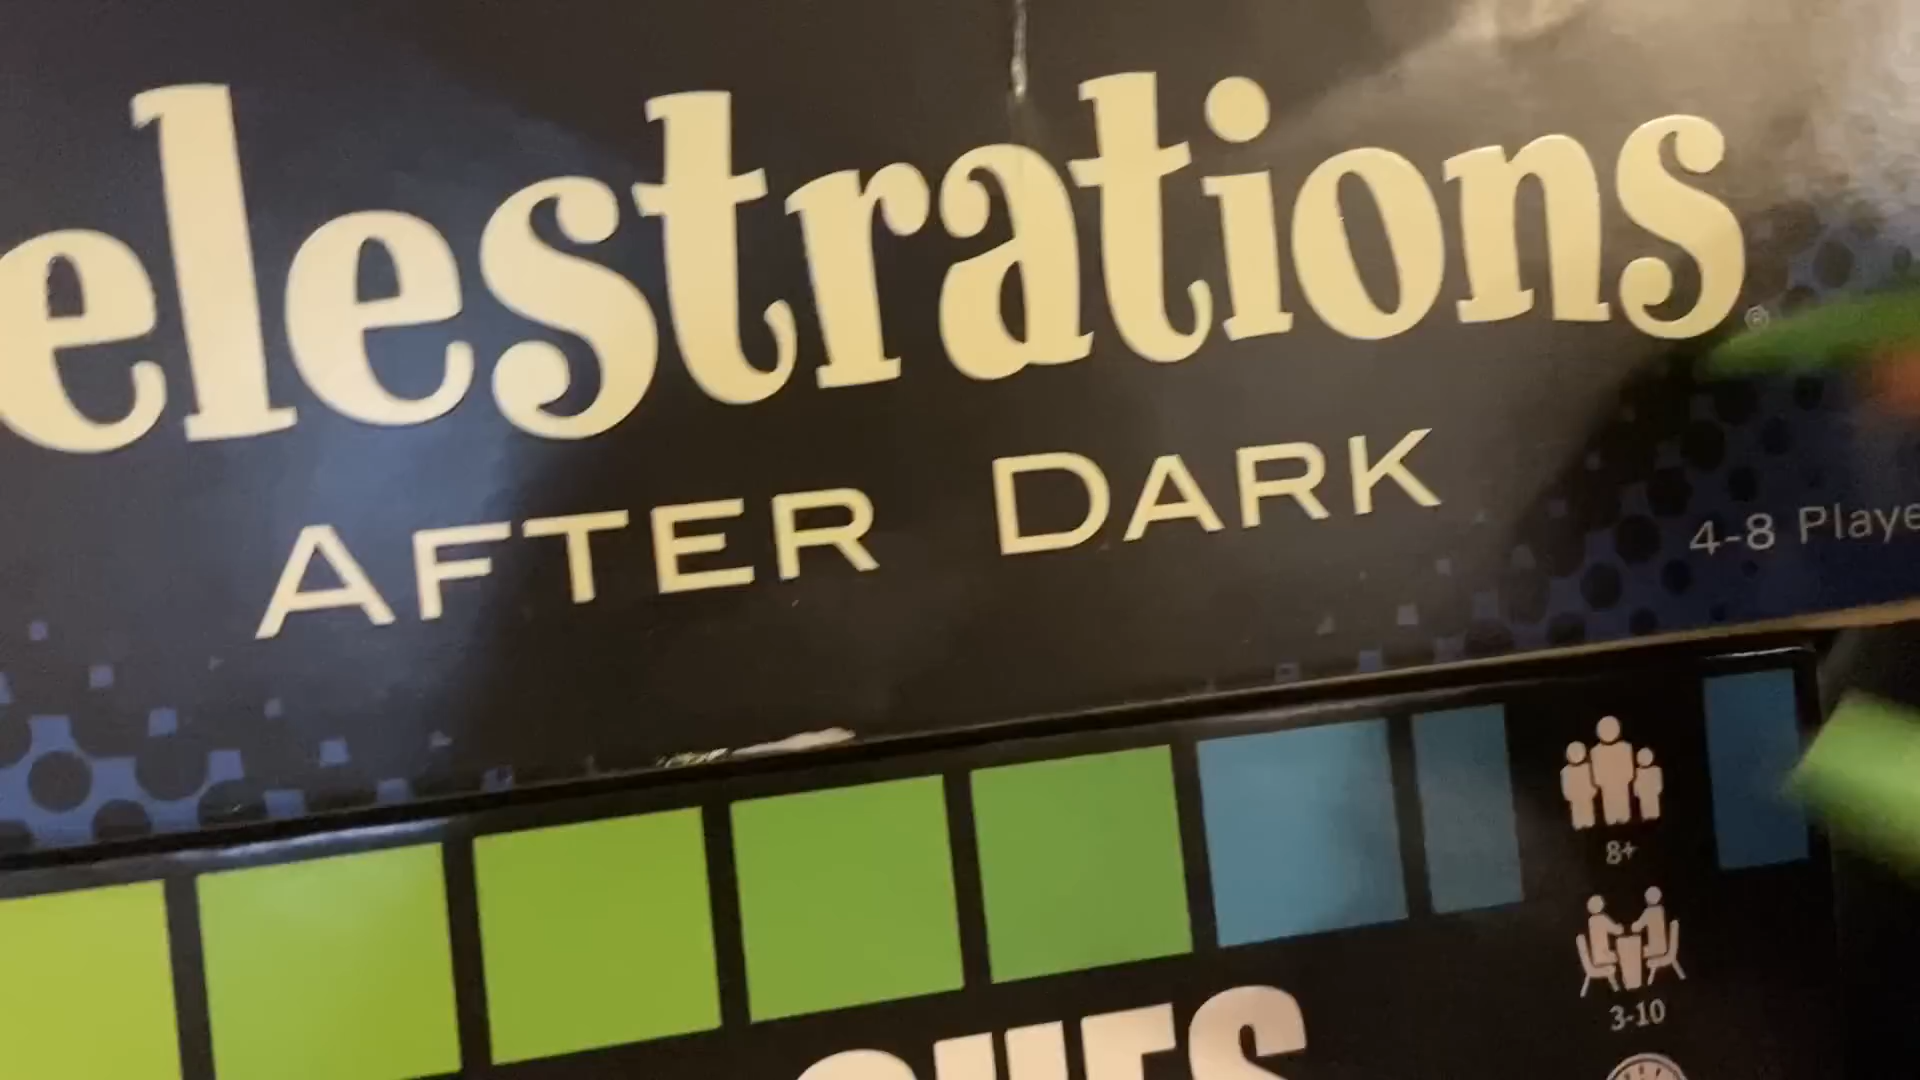 elestrations®
AFTER DARK
4-8 Playe
8+
3-10